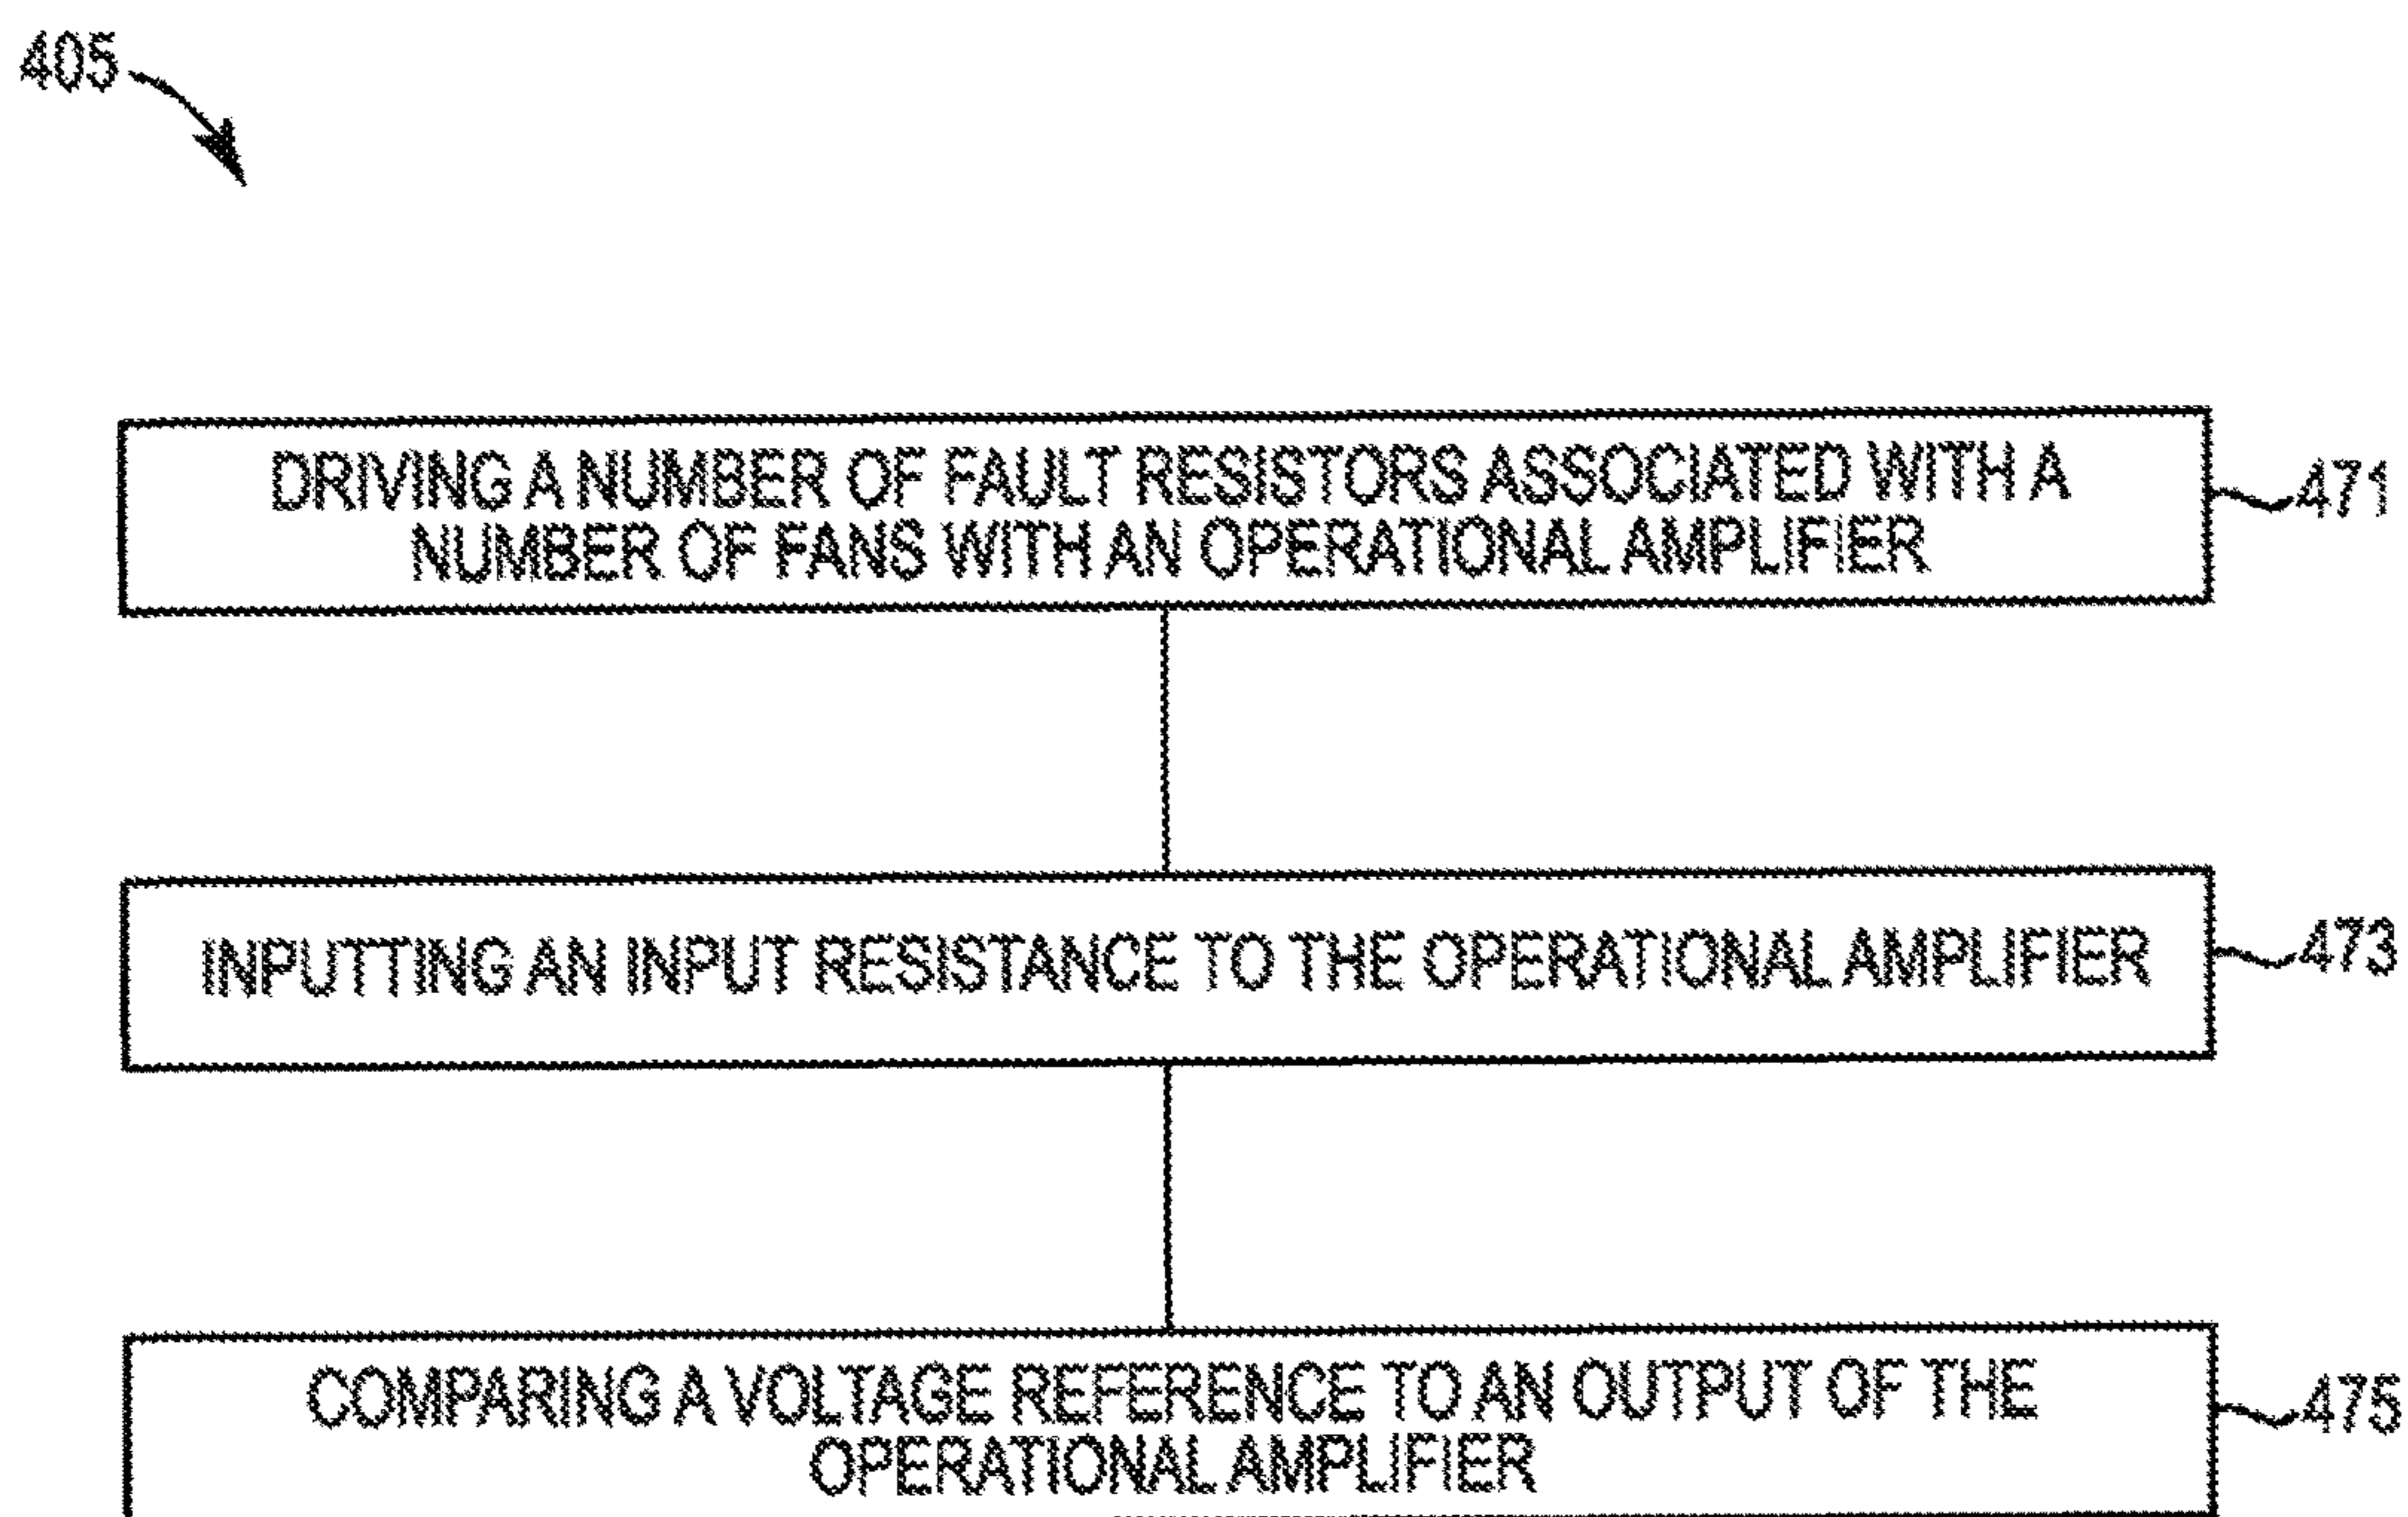 405
DRIVING A NUMBER OF FAULT RESISTORS ASSOCIATED WITH A
NUMBER OF FANS WITH AN OPERATIONAL AMPLIFIER
471
INPUTTING AN INPUT RESISTANCE TO THE OPERATIONAL AMPLIFIER
473
COMPARING A VOLTAGE REFERENCE TO AN OUTPUT OF THE
OPERATIONAL AMPLIFIER
475